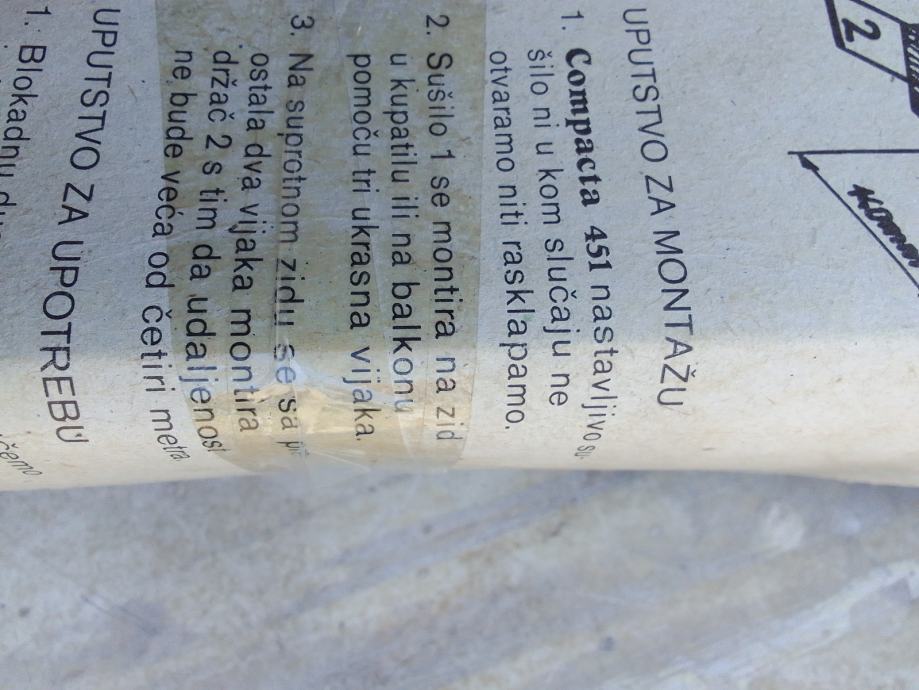 2
UPUTSTVO ZA MONTAŽU
1. Compacta 451 nastavljivo
šilo ni u kom slučaju ne
otvaramo niti rasklapamo.
2. Sušilo 1 se montira na zid
u kupatilu ili na balkonu
pomoču tri ukrasna vijaka.
3. Na suprotnom zidu se sa
ostala dva vijaka montira
držač 2 s tim da udaljenost
ne bude veća od četiri metra
UPUTSTVO ZA UPOTREBU
1. Blokadnu